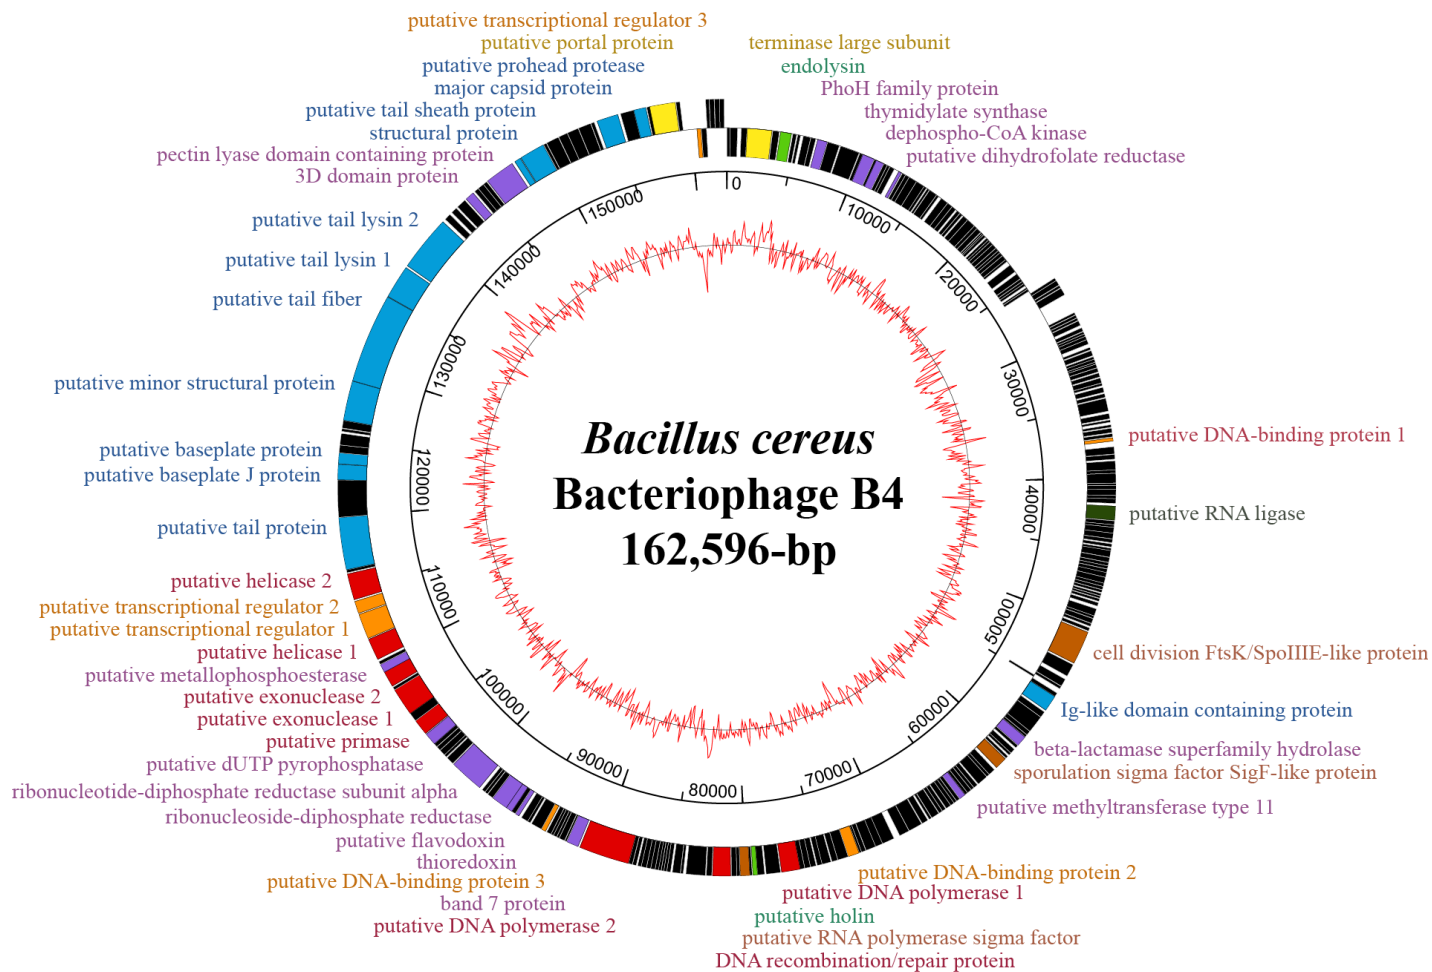 putative transcriptional regulator 3
putative portal protein
putative prohead protease
major capsid protein
putative tail sheath protein
structural protein
pectin lyase domain containing protein
3D domain protein
putative tail lysin 2
putative tail lysin 1
putative tail fiber
putative minor structural protein
putative baseplate protein
putative baseplate J protein
putative tail protein
putative helicase 2
putative transcriptional regulator 2
putative transcriptional regulator 1
putative helicase 1
putative metallophosphoesterase
putative exonuclease 2
putative exonuclease 1
putative primase
putative dUTP pyrophosphatase
ribonucleotide-diphosphate reductase subunit alpha
ribonucleoside-diphosphate reductase
putative flavodoxin
thioredoxin
putative DNA-binding protein 3
band 7 protein
putative DNA polymerase 2
terminase large subunit
endolysin
PhoH family protein
thymidylate synthase
dephospho-CoA kinase
putative dihydrofolate reductase
putative DNA-binding protein 1
putative RNA ligase
cell division FtsK/SpoIIIE-like protein
Ig-like domain containing protein
beta-lactamase superfamily hydrolase
sporulation sigma factor SigF-like protein
putative methyltransferase type 11
putative DNA-binding protein 2
putative DNA polymerase 1
putative holin
putative RNA polymerase sigma factor
DNA recombination/repair protein
0
10000
20000
30000
40000
50000
60000
70000
80000
90000
100000
110000
120000
130000
140000
150000
Bacillus cereus
Bacteriophage B4
162,596-bp